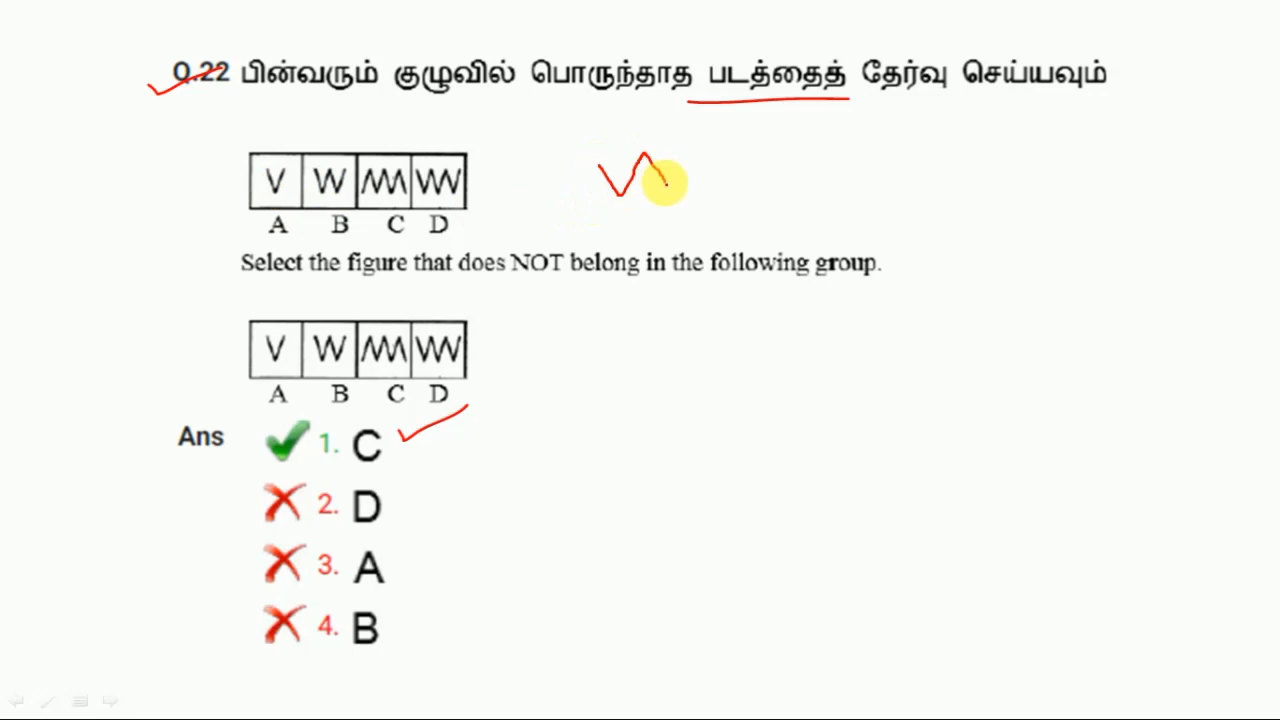 Q.22 பின்வரும் குழுவில் பொருந்தாத படத்தைத் தேர்வு செய்யவும்
V W
A B C D
Select the figure that does NOT belong in the following group.
V W
A B C D
Ans 1. C
2. D
3. A
4. B